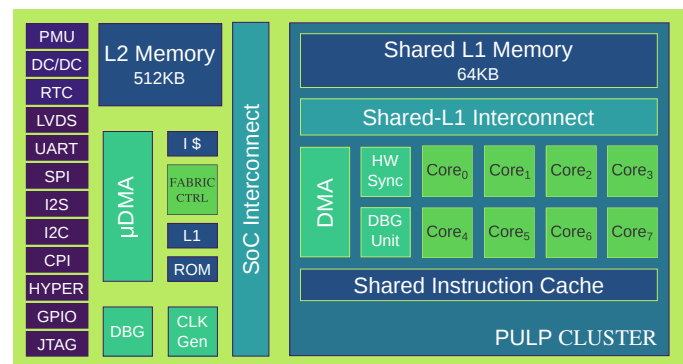 PMU
DC/DC
RTC
LVDS
UART
SPI
I2S
I2C
CPI
HYPER
GPIO
JTAG
L2 Memory
512KB
µDMA
I $
FABRIC
CTRL
L1
ROM
DBG
CLK
Gen
SoC Interconnect
Shared L1 Memory
64KB
Shared-L1 Interconnect
DMA
HW
Sync
Core0
Core1
Core2
Core3
DBG
Unit
Core4
Core5
Core6
Core7
Shared Instruction Cache
PULP CLUSTER